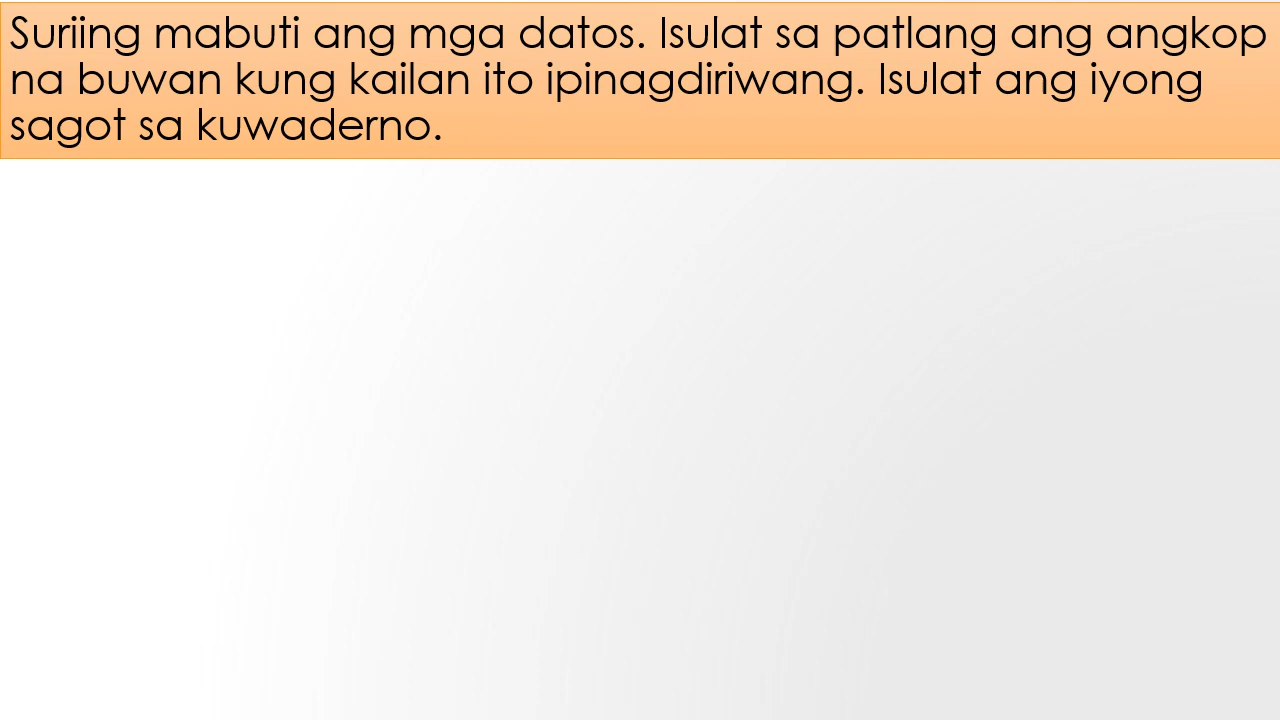 Suriing mabuti ang mga datos. Isulat sa patlang ang angkop
na buwan kung kailan ito ipinagdiriwang. Isulat ang iyong
sagot sa kuwaderno.